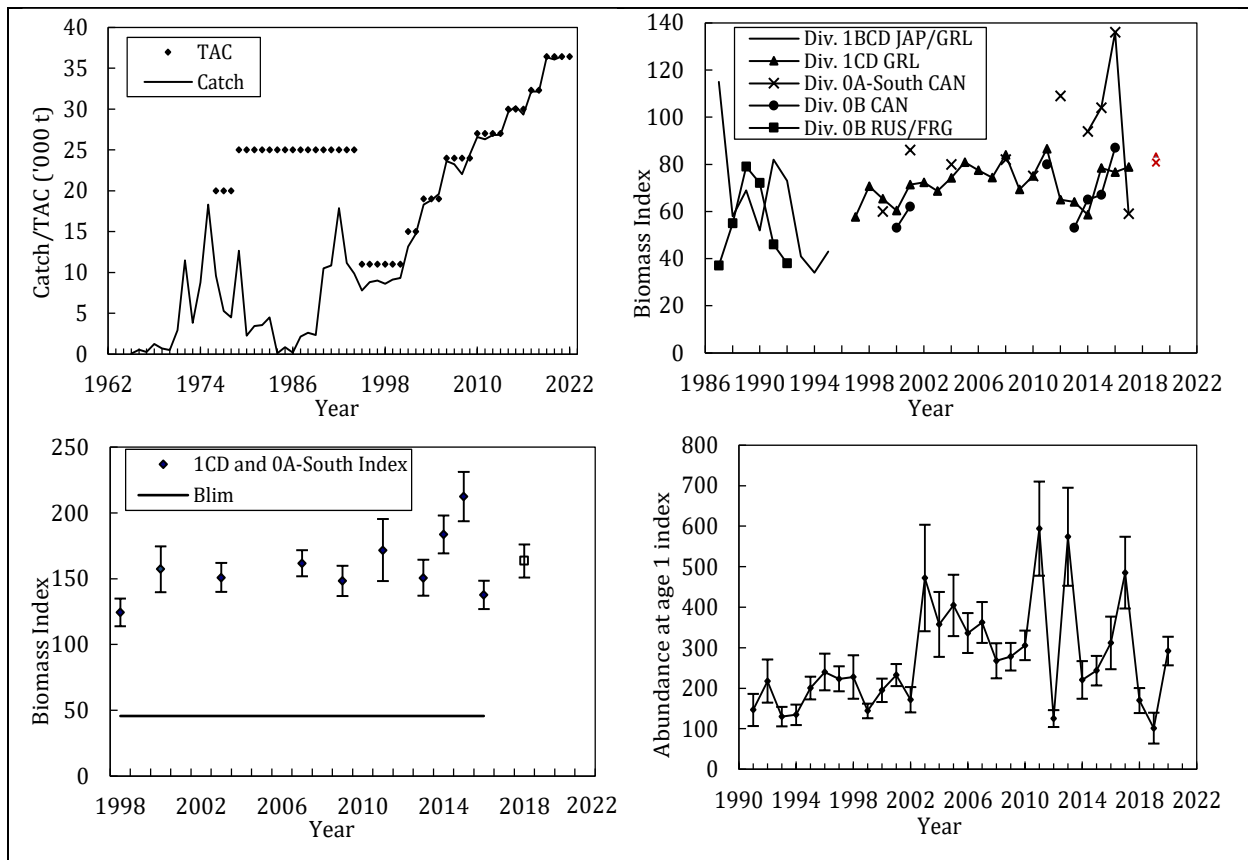 TAC
Catch
Catch/TAC ('000 t)
40
35
30
25
20
15
10
5
0
1962 1974 1986 1998 2010 2022
Year
Div. 1BCD JAP/GRL
Div. 1CD GRL
Div. 0A-South CAN
Div. 0B CAN
Div. 0B RUS/FRG
Biomass Index
140
120
100
80
60
40
20
0
1986 1990 1994 1998 2002 2006 2010 2014 2018 2022
Year
1CD and 0A-South Index
Blim
Biomass Index
250
200
150
100
50
0
1998 2002 2006 2010 2014 2018 2022
Year
Abundance at age 1 index
800
700
600
500
400
300
200
100
0
1990 1994 1998 2002 2006 2010 2014 2018 2022
Year